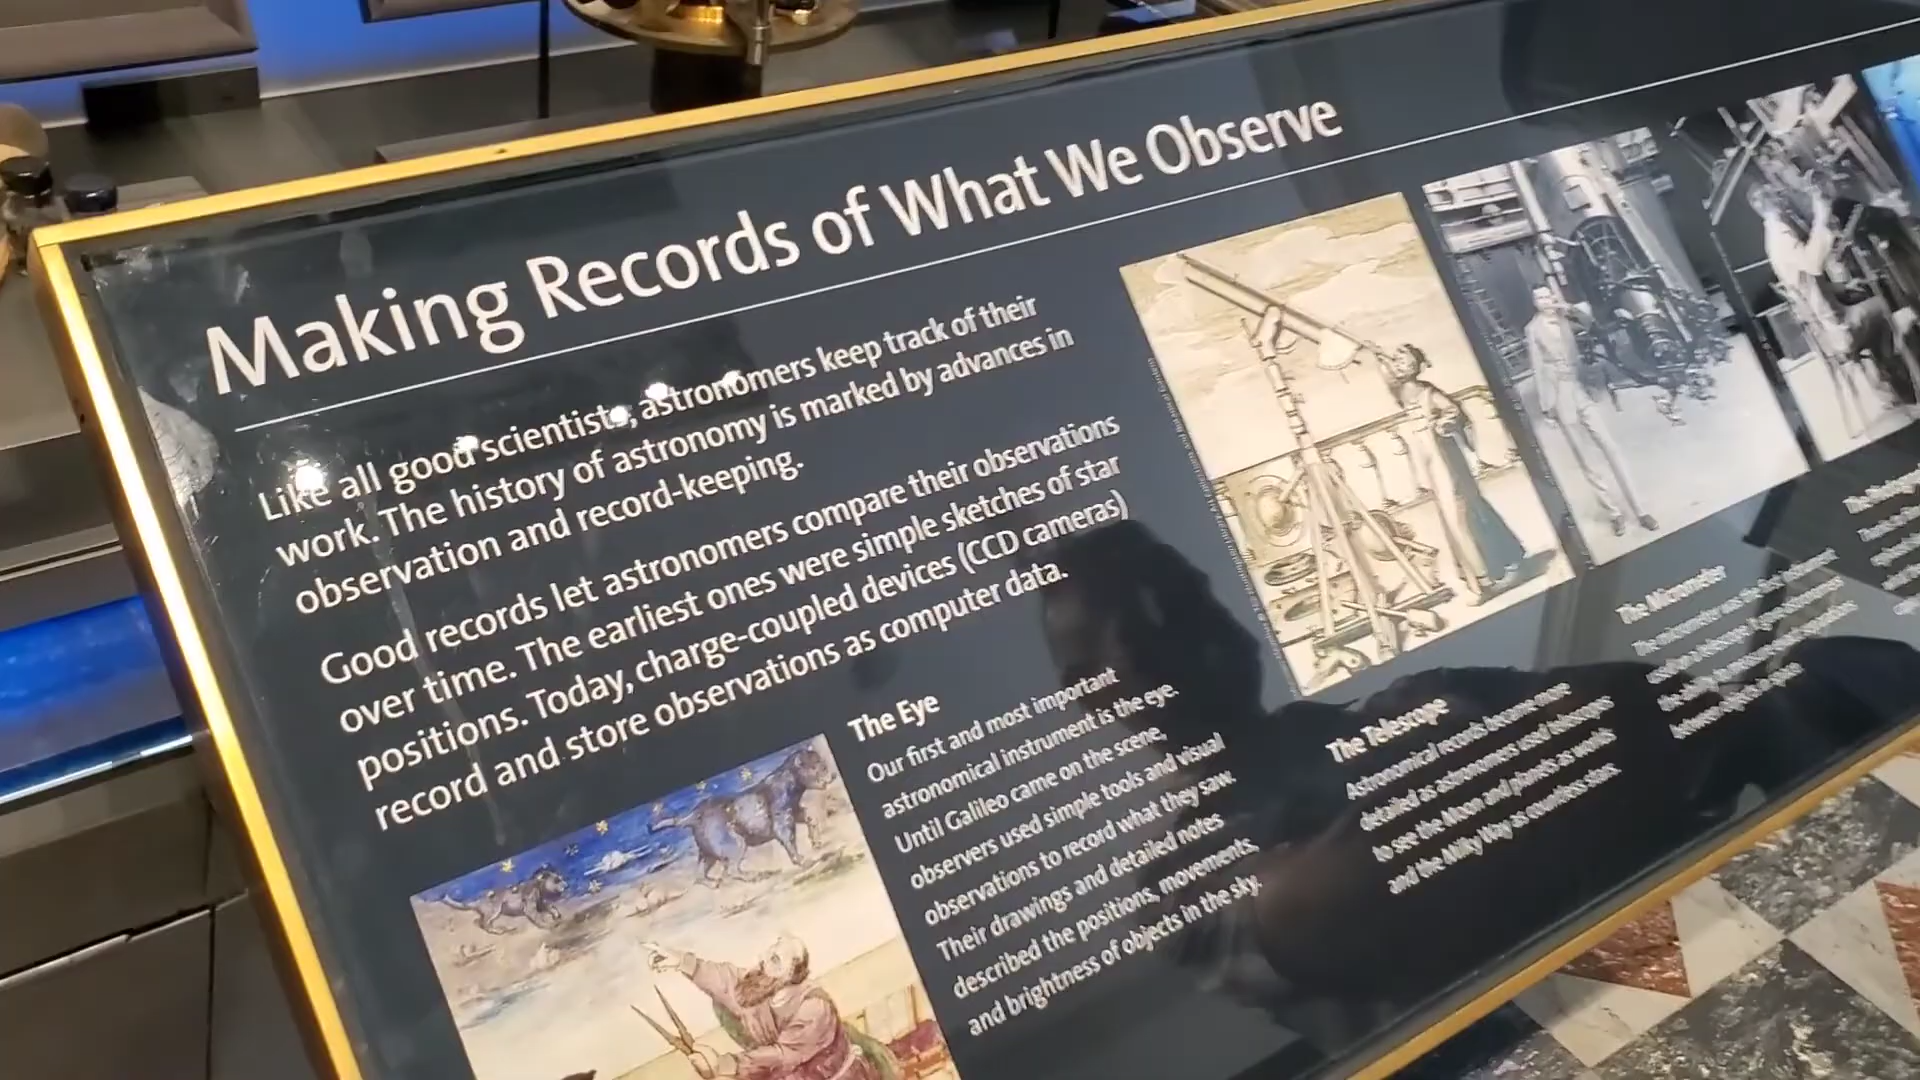 Making Records of What We Observe
Like all good scientists, astronomers keep track of their
work. The history of astronomy is marked by advances in
observation and record-keeping.
Good records let astronomers compare their observations
over time. The earliest ones were simple sketches of star
positions. Today, charge-coupled devices (CCD cameras)
record and store observations as computer data.
The Eye
Our first and most important
astronomical instrument is the eye.
Until Galileo came on the scene,
observers used simple tools and visual
observations to record what they saw.
Their drawings and detailed notes
described the positions, movements,
and brightness of objects in the sky.
The Telescope
Astronomical records became more
detailed as astronomers used telescopes
to see the Moon and planets as worlds
and the Milky Way as countless stars.
The Micrometer